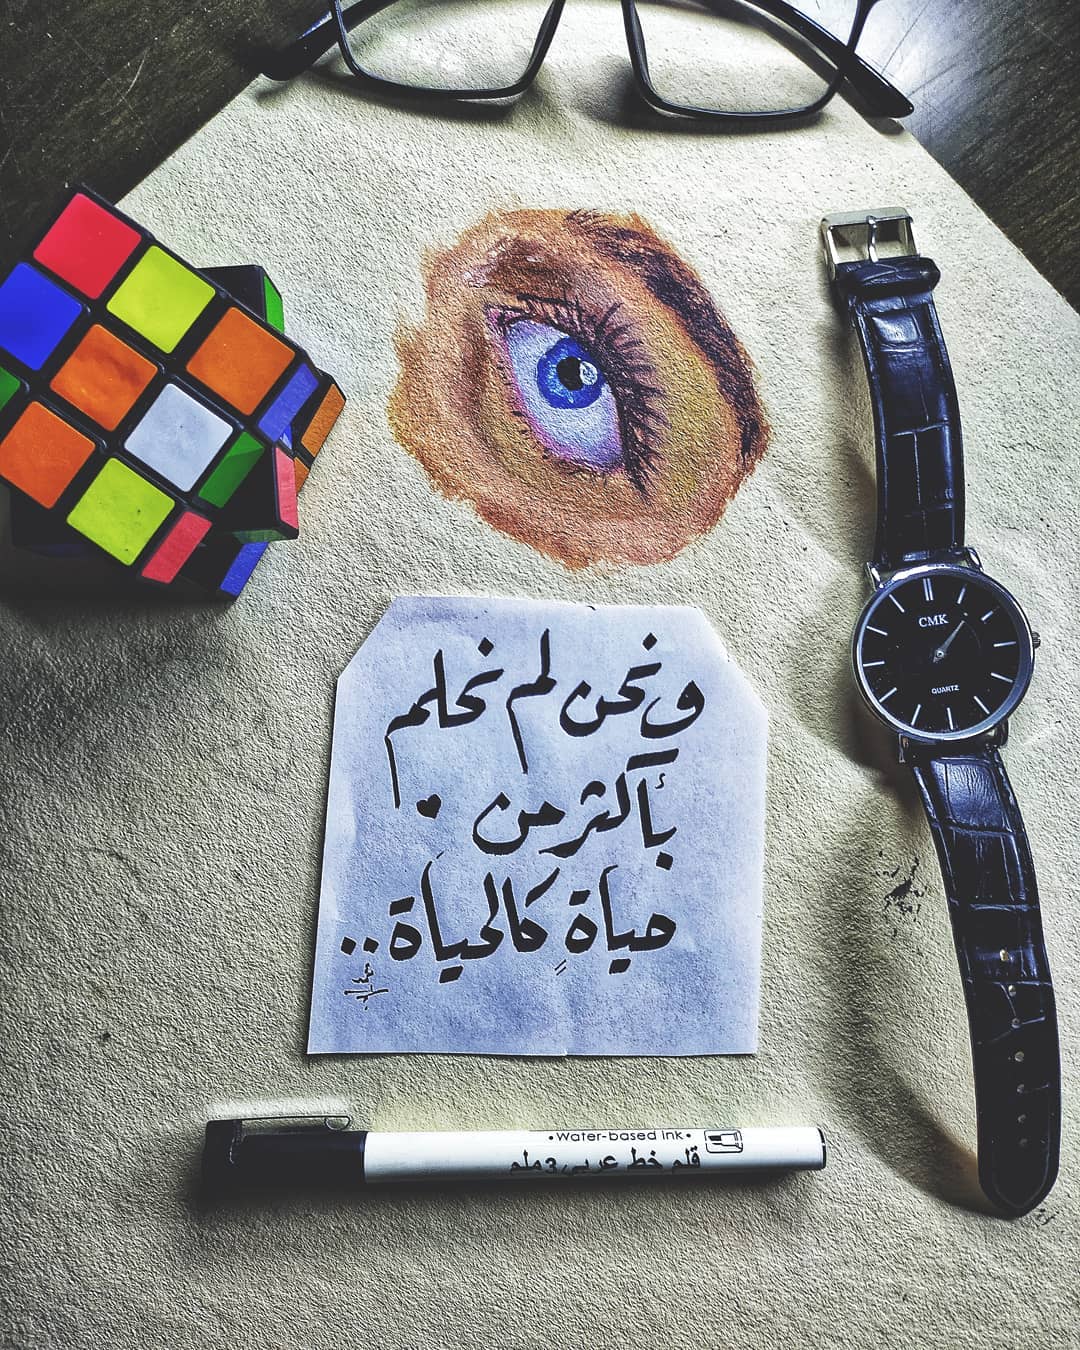 CMK
QUARTZ
ونحن لم نحلم
بأكثر من
حياةٍ كالحياة..
•Water-based ink•
قلم خط عربي 3 ملم